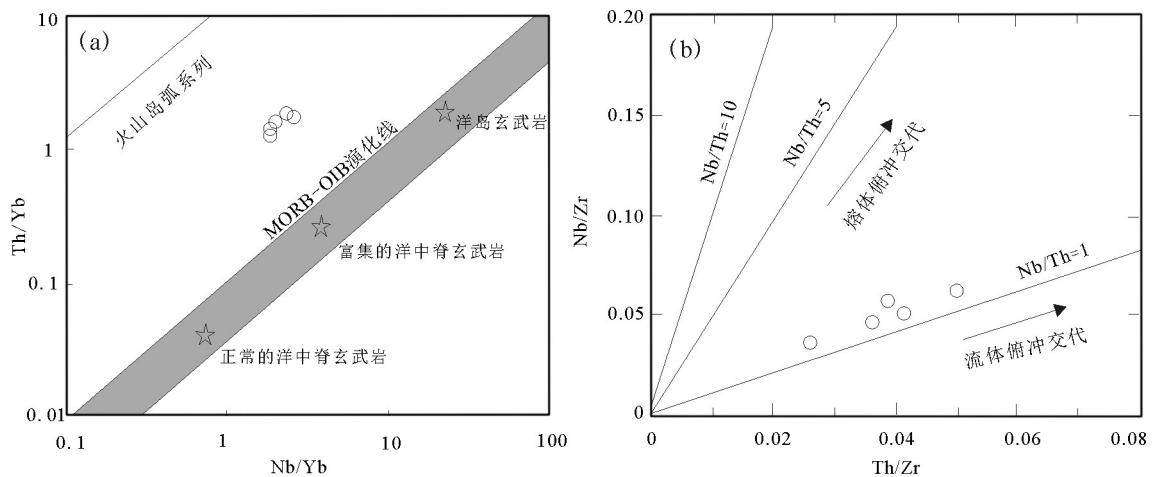 (a)
10
1
0.1
0.01
Th/Yb
火山岛弧系列
MORB-OIB演化线
洋岛玄武岩
富集的洋中脊玄武岩
正常的洋中脊玄武岩
0.1
1
10
100
Nb/Yb
(b)
0.20
0.15
0.10
0.05
0
Nb/Zr
Nb/Th=10
Nb/Th=5
熔体俯冲交代
Nb/Th=1
流体俯冲交代
0
0.02
0.04
0.06
0.08
Th/Zr